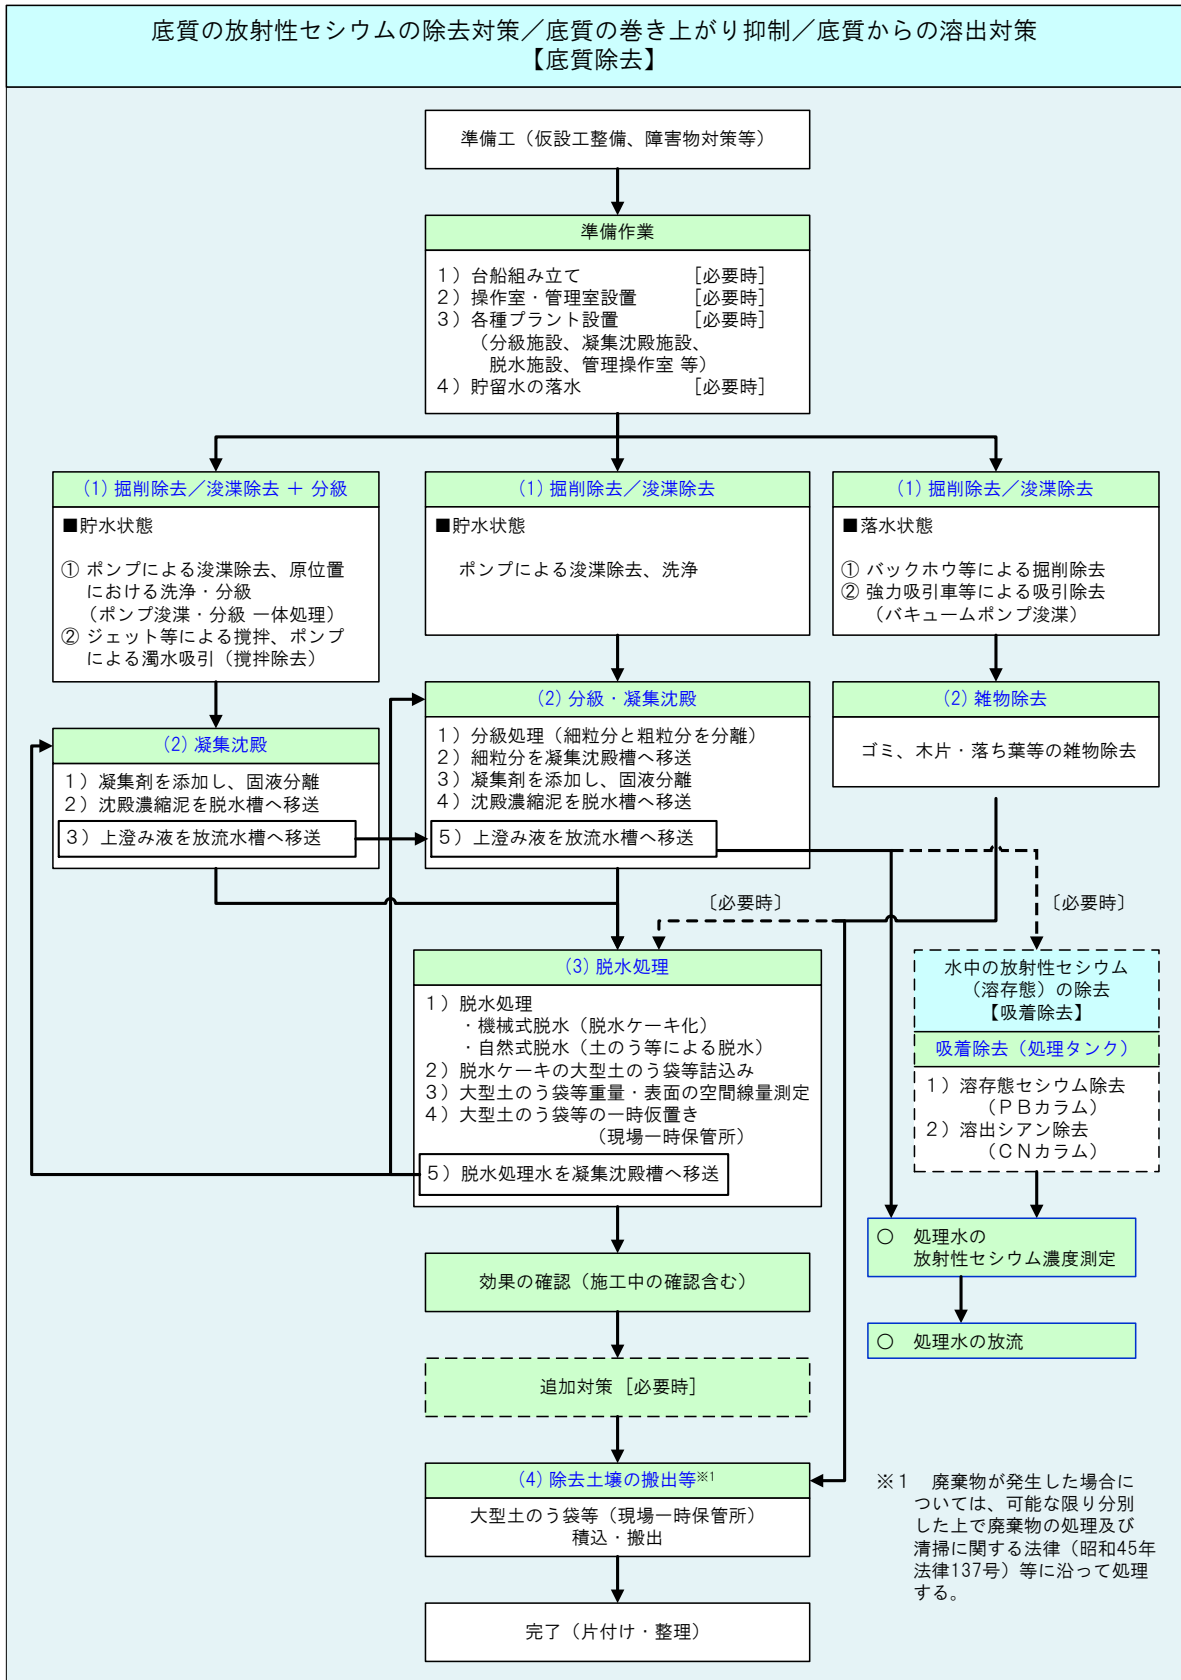 底質の放射性セシウムの除去対策／底質の巻き上がり抑制／底質からの溶出対策
【底質除去】
準備工（仮設工整備、障害物対策等）
準備作業
１）台船組み立て ［必要時］
２）操作室・管理室設置 ［必要時］
３）各種プラント設置 ［必要時］
（分級施設、凝集沈殿施設、
脱水施設、管理操作室 等）
４）貯留水の落水 ［必要時］
(1) 掘削除去／浚渫除去 ＋ 分級
■貯水状態
① ポンプによる浚渫除去、原位置
における洗浄・分級
（ポンプ浚渫・分級 一体処理）
② ジェット等による撹拌、ポンプ
による濁水吸引（撹拌除去）
(1) 掘削除去／浚渫除去
■貯水状態
ポンプによる浚渫除去、洗浄
(1) 掘削除去／浚渫除去
■落水状態
① バックホウ等による掘削除去
② 強力吸引車等による吸引除去
（バキュームポンプ浚渫）
(2) 凝集沈殿
１）凝集剤を添加し、固液分離
２）沈殿濃縮泥を脱水槽へ移送
３）上澄み液を放流水槽へ移送
(2) 分級・凝集沈殿
１）分級処理（細粒分と粗粒分を分離）
２）細粒分を凝集沈殿槽へ移送
３）凝集剤を添加し、固液分離
４）沈殿濃縮泥を脱水槽へ移送
５）上澄み液を放流水槽へ移送
(2) 雑物除去
ゴミ、木片・落ち葉等の雑物除去
〔必要時〕
〔必要時〕
(3) 脱水処理
１）脱水処理
・機械式脱水（脱水ケーキ化）
・自然式脱水（土のう等による脱水）
２）脱水ケーキの大型土のう袋等詰込み
３）大型土のう袋等重量・表面の空間線量測定
４）大型土のう袋等の一時仮置き
（現場一時保管所）
５）脱水処理水を凝集沈殿槽へ移送
水中の放射性セシウム
（溶存態）の除去
【吸着除去】
吸着除去（処理タンク）
１）溶存態セシウム除去
（ＰＢカラム）
２）溶出シアン除去
（ＣＮカラム）
○ 処理水の
放射性セシウム濃度測定
○ 処理水の放流
効果の確認（施工中の確認含む）
追加対策［必要時］
(4) 除去土壌の搬出等※1
大型土のう袋等（現場一時保管所）
積込・搬出
完了（片付け・整理）
※１ 廃棄物が発生した場合に
ついては、可能な限り分別
した上で廃棄物の処理及び
清掃に関する法律（昭和45年
法律137号）等に沿って処理
する。